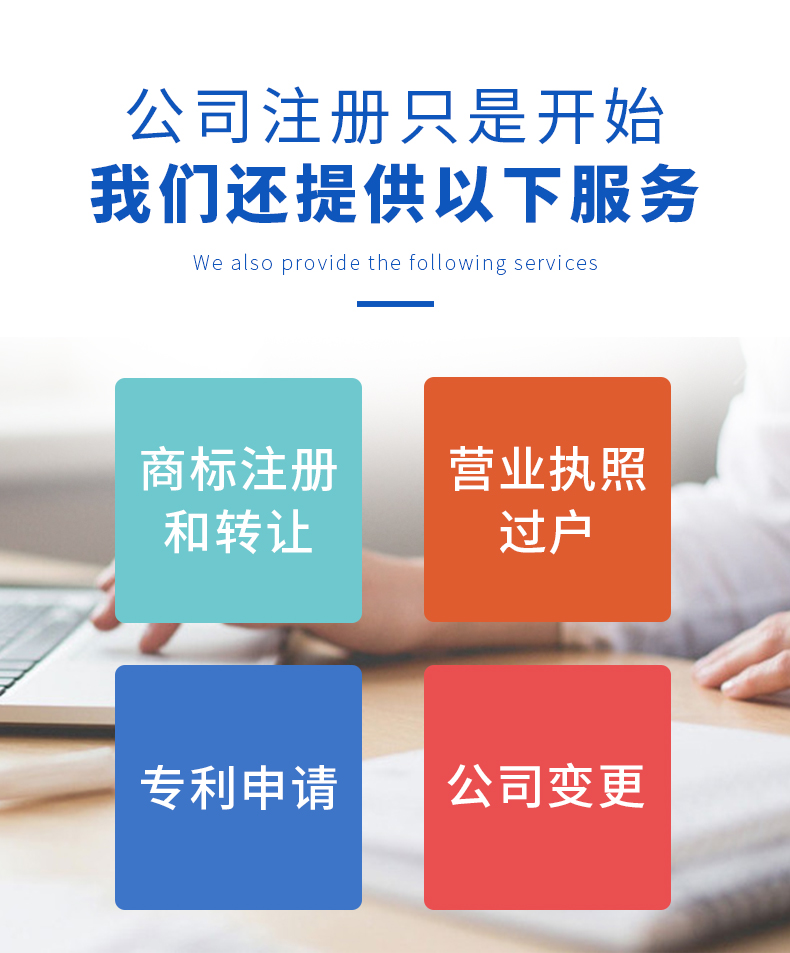 公司注册只是开始
我们还提供以下服务
We also provide the following services
商标注册
和转让
营业执照
过户
专利申请
公司变更